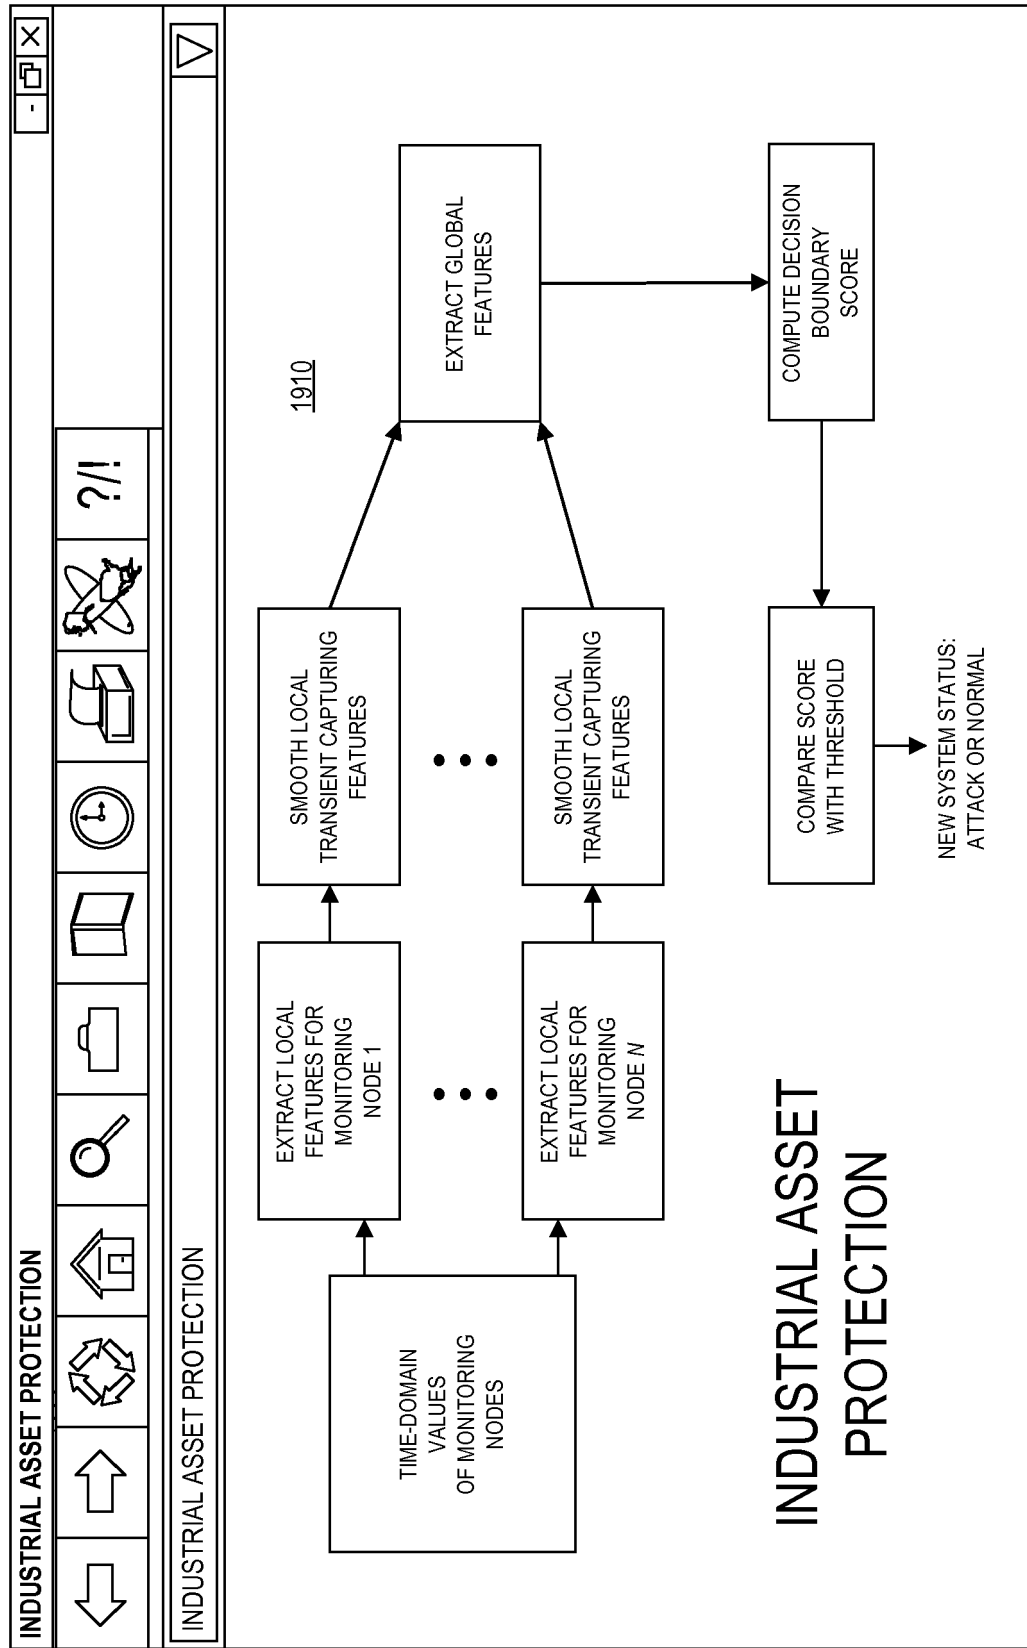 INDUSTRIAL ASSET PROTECTION
- X
?/!
INDUSTRIAL ASSET PROTECTION
1910
TIME-DOMAIN
VALUES
OF MONITORING
NODES
EXTRACT LOCAL
FEATURES FOR
MONITORING
NODE 1
SMOOTH LOCAL
TRANSIENT CAPTURING
FEATURES
EXTRACT LOCAL
FEATURES FOR
MONITORING
NODE N
SMOOTH LOCAL
TRANSIENT CAPTURING
FEATURES
EXTRACT GLOBAL
FEATURES
COMPUTE DECISION
BOUNDARY
SCORE
COMPARE SCORE
WITH THRESHOLD
NEW SYSTEM STATUS:
ATTACK OR NORMAL
INDUSTRIAL ASSET
PROTECTION